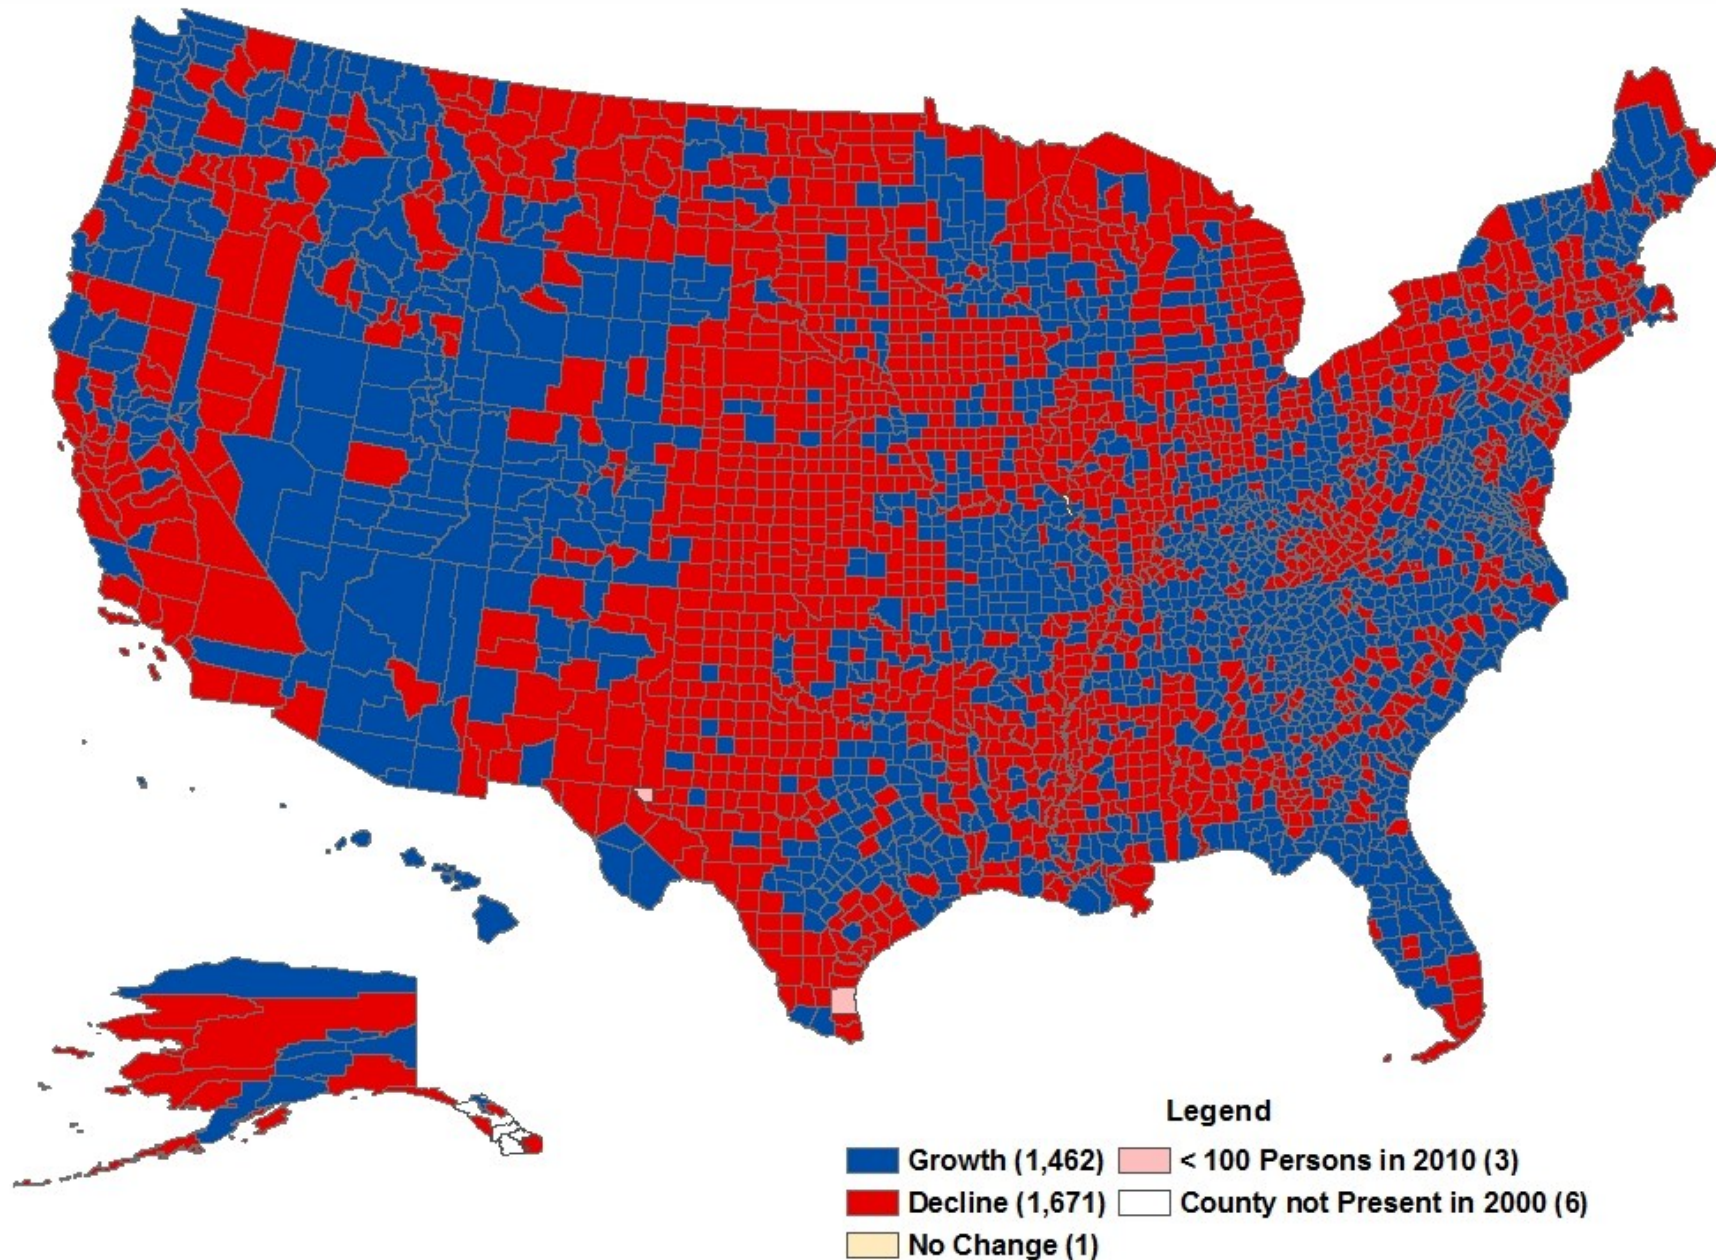 Legend
Growth (1,462)
< 100 Persons in 2010 (3)
Decline (1,671)
County not Present in 2000 (6)
No Change (1)